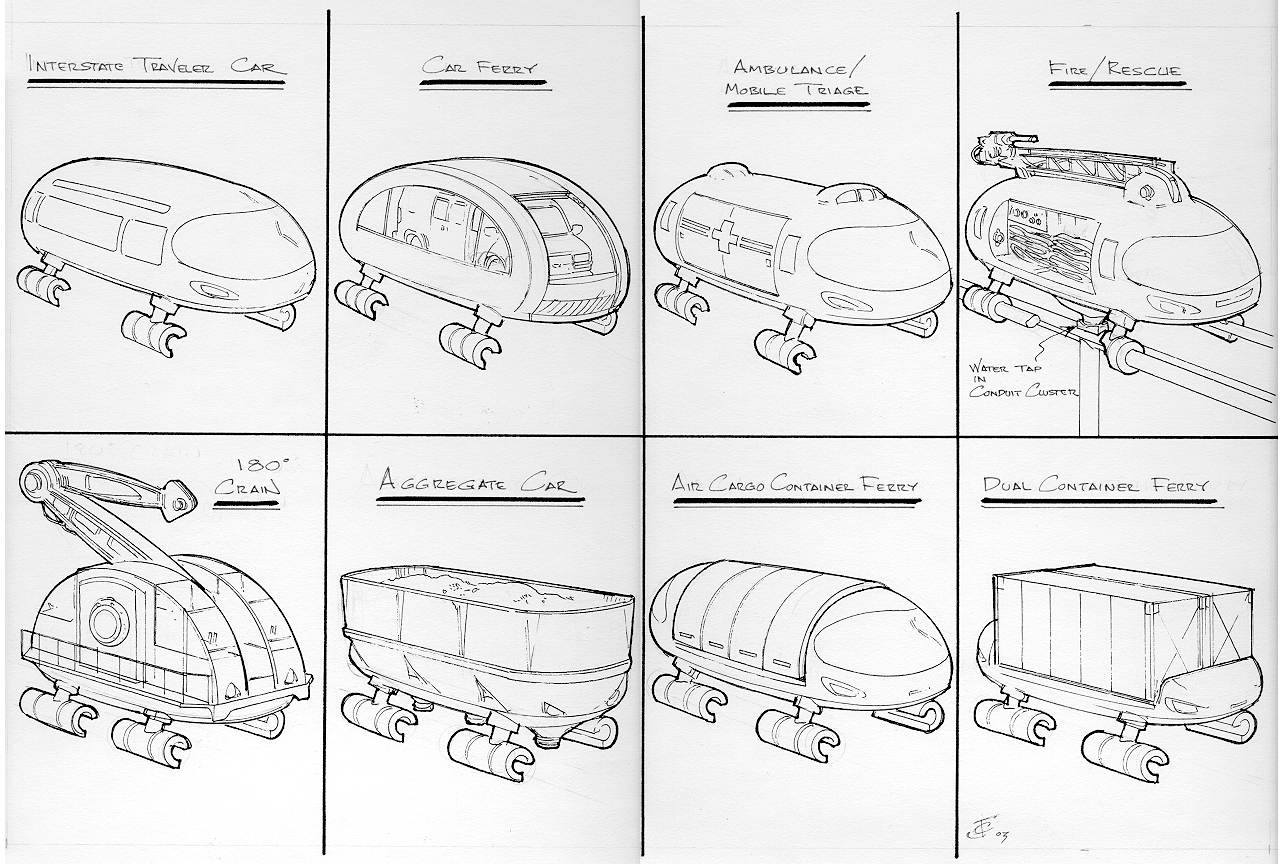 INTERSTATE TRAVELER CAR
CAR FERRY
AMBULANCE/
MOBILE TRIAGE
FIRE/RESCUE
WATER TAP
IN
CONDUIT CLUSTER
180°
CRAIN
AGGREGATE CAR
AIR CARGO CONTAINER FERRY
DUAL CONTAINER FERRY
03